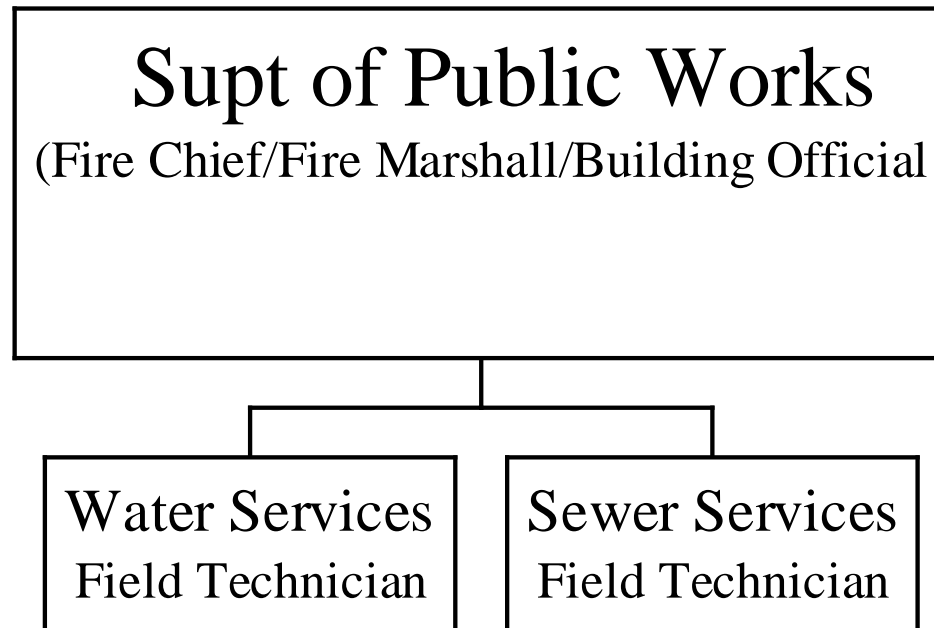 Supt of Public Works
(Fire Chief/Fire Marshall/Building Official
Water Services
Field Technician
Sewer Services
Field Technician